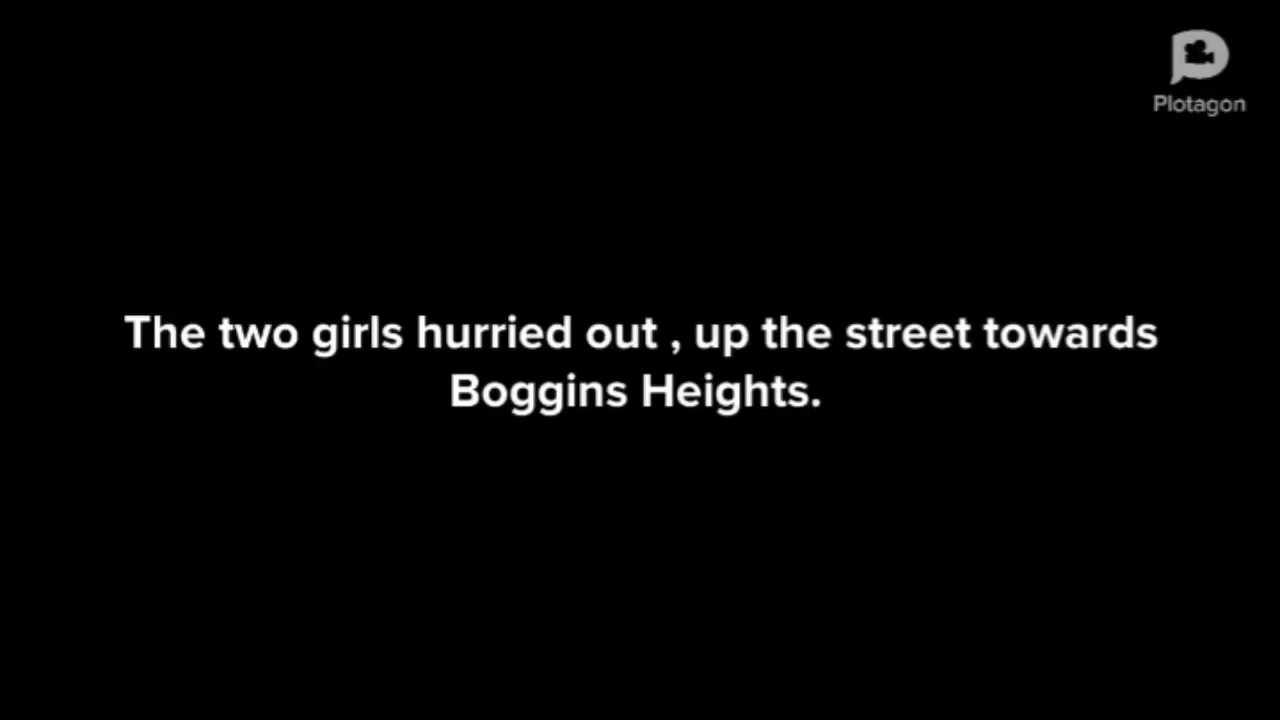 Plotagon
The two girls hurried out , up the street towards
Boggins Heights.